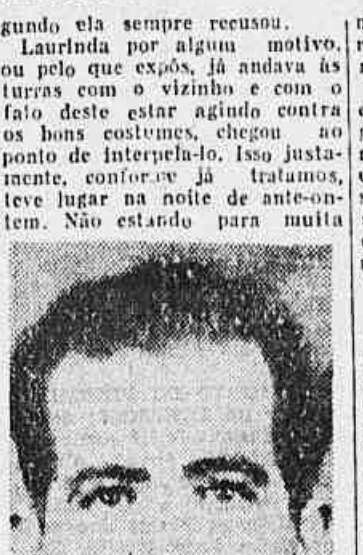 gundo ela sempre recusou.
Laurinda por algum motivo,
ou pelo que expôs, já andava às
turras com o vizinho e com o
fato deste estar agindo contra
os bons costumes, chegou ao
ponto de interpela-lo. Isso justa-
mente, conforme já tratamos,
teve lugar na noite de ante-on-
tem. Não estando para muita